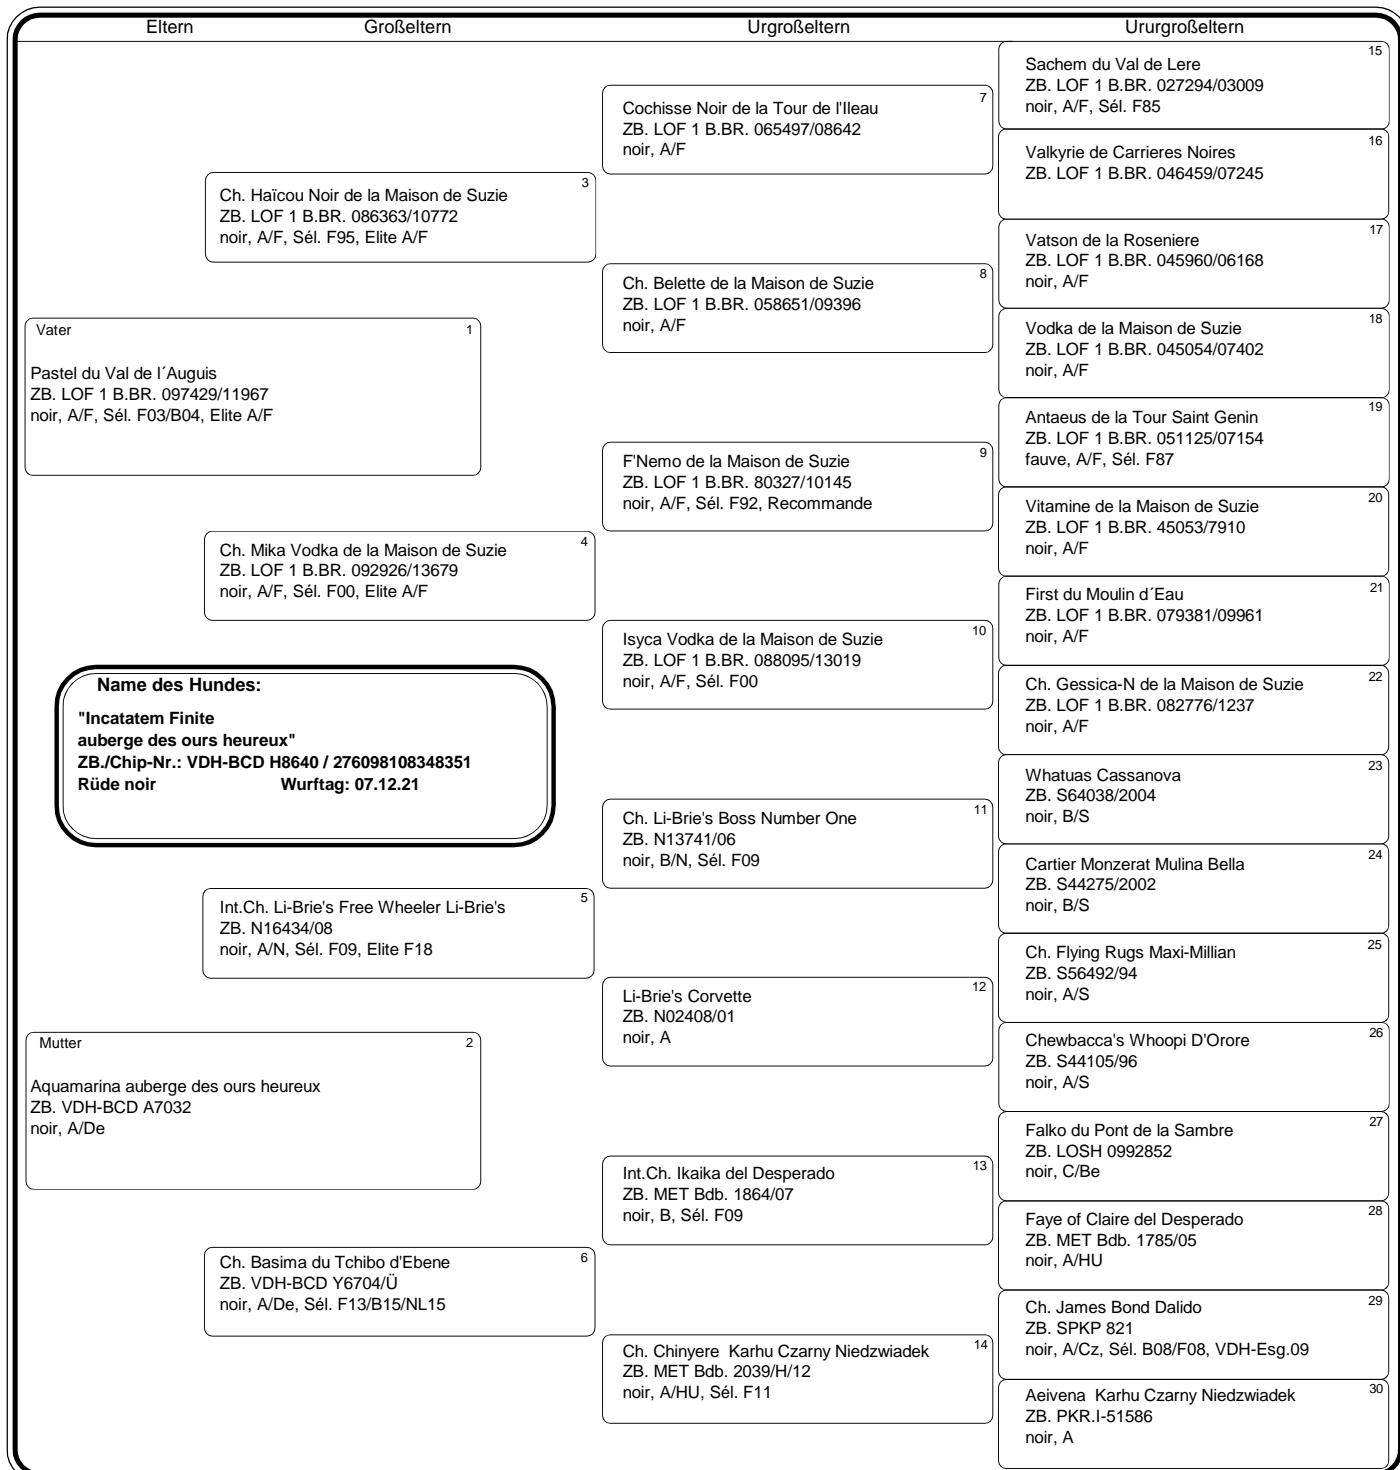 Eltern
Großeltern
Urgroßeltern
Ururgroßeltern
Vater 1
Pastel du Val de l´Auguis
ZB. LOF 1 B.BR. 097429/11967
noir, A/F, Sél. F03/B04, Elite A/F
Name des Hundes:
"Incatatem Finite
auberge des ours heureux"
ZB./Chip-Nr.: VDH-BCD H8640 / 276098108348351
Rüde noir Wurftag: 07.12.21
Mutter 2
Aquamarina auberge des ours heureux
ZB. VDH-BCD A7032
noir, A/De
3
Ch. Haïcou Noir de la Maison de Suzie
ZB. LOF 1 B.BR. 086363/10772
noir, A/F, Sél. F95, Elite A/F
4
Ch. Mika Vodka de la Maison de Suzie
ZB. LOF 1 B.BR. 092926/13679
noir, A/F, Sél. F00, Elite A/F
5
Int.Ch. Li-Brie's Free Wheeler Li-Brie's
ZB. N16434/08
noir, A/N, Sél. F09, Elite F18
6
Ch. Basima du Tchibo d'Ebene
ZB. VDH-BCD Y6704/Ü
noir, A/De, Sél. F13/B15/NL15
7
Cochisse Noir de la Tour de l'Ileau
ZB. LOF 1 B.BR. 065497/08642
noir, A/F
8
Ch. Belette de la Maison de Suzie
ZB. LOF 1 B.BR. 058651/09396
noir, A/F
9
F'Nemo de la Maison de Suzie
ZB. LOF 1 B.BR. 80327/10145
noir, A/F, Sél. F92, Recommande
10
Isyca Vodka de la Maison de Suzie
ZB. LOF 1 B.BR. 088095/13019
noir, A/F, Sél. F00
11
Ch. Li-Brie's Boss Number One
ZB. N13741/06
noir, B/N, Sél. F09
12
Li-Brie's Corvette
ZB. N02408/01
noir, A
13
Int.Ch. Ikaika del Desperado
ZB. MET Bdb. 1864/07
noir, B, Sél. F09
14
Ch. Chinyere Karhu Czarny Niedzwiadek
ZB. MET Bdb. 2039/H/12
noir, A/HU, Sél. F11
15
Sachem du Val de Lere
ZB. LOF 1 B.BR. 027294/03009
noir, A/F, Sél. F85
16
Valkyrie de Carrieres Noires
ZB. LOF 1 B.BR. 046459/07245
17
Vatson de la Roseniere
ZB. LOF 1 B.BR. 045960/06168
noir, A/F
18
Vodka de la Maison de Suzie
ZB. LOF 1 B.BR. 045054/07402
noir, A/F
19
Antaeus de la Tour Saint Genin
ZB. LOF 1 B.BR. 051125/07154
fauve, A/F, Sél. F87
20
Vitamine de la Maison de Suzie
ZB. LOF 1 B.BR. 45053/7910
noir, A/F
21
First du Moulin d´Eau
ZB. LOF 1 B.BR. 079381/09961
noir, A/F
22
Ch. Gessica-N de la Maison de Suzie
ZB. LOF 1 B.BR. 082776/1237
noir, A/F
23
Whatuas Cassanova
ZB. S64038/2004
noir, B/S
24
Cartier Monzerat Mulina Bella
ZB. S44275/2002
noir, B/S
25
Ch. Flying Rugs Maxi-Millian
ZB. S56492/94
noir, A/S
26
Chewbacca's Whoopi D'Orore
ZB. S44105/96
noir, A/S
27
Falko du Pont de la Sambre
ZB. LOSH 0992852
noir, C/Be
28
Faye of Claire del Desperado
ZB. MET Bdb. 1785/05
noir, A/HU
29
Ch. James Bond Dalido
ZB. SPKP 821
noir, A/Cz, Sél. B08/F08, VDH-Esg.09
30
Aeivena Karhu Czarny Niedzwiadek
ZB. PKR.I-51586
noir, A